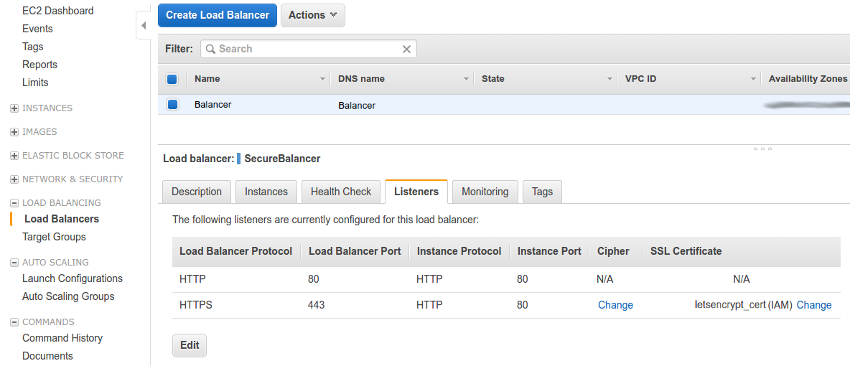 EC2 Dashboard
Events
Tags
Reports
Limits
INSTANCES
IMAGES
ELASTIC BLOCK STORE
NETWORK & SECURITY
LOAD BALANCING
Load Balancers
Target Groups
AUTO SCALING
Launch Configurations
Auto Scaling Groups
COMMANDS
Command History
Documents
Create Load Balancer Actions
Filter: Search
Name DNS name State VPC ID Availability Zones
Balancer Balancer
Load balancer: SecureBalancer
Description Instances Health Check Listeners Monitoring Tags
The following listeners are currently configured for this load balancer:
Load Balancer Protocol Load Balancer Port Instance Protocol Instance Port Cipher SSL Certificate
HTTP 80 HTTP 80 N/A N/A
HTTPS 443 HTTP 80 Change letsencrypt_cert (IAM) Change
Edit